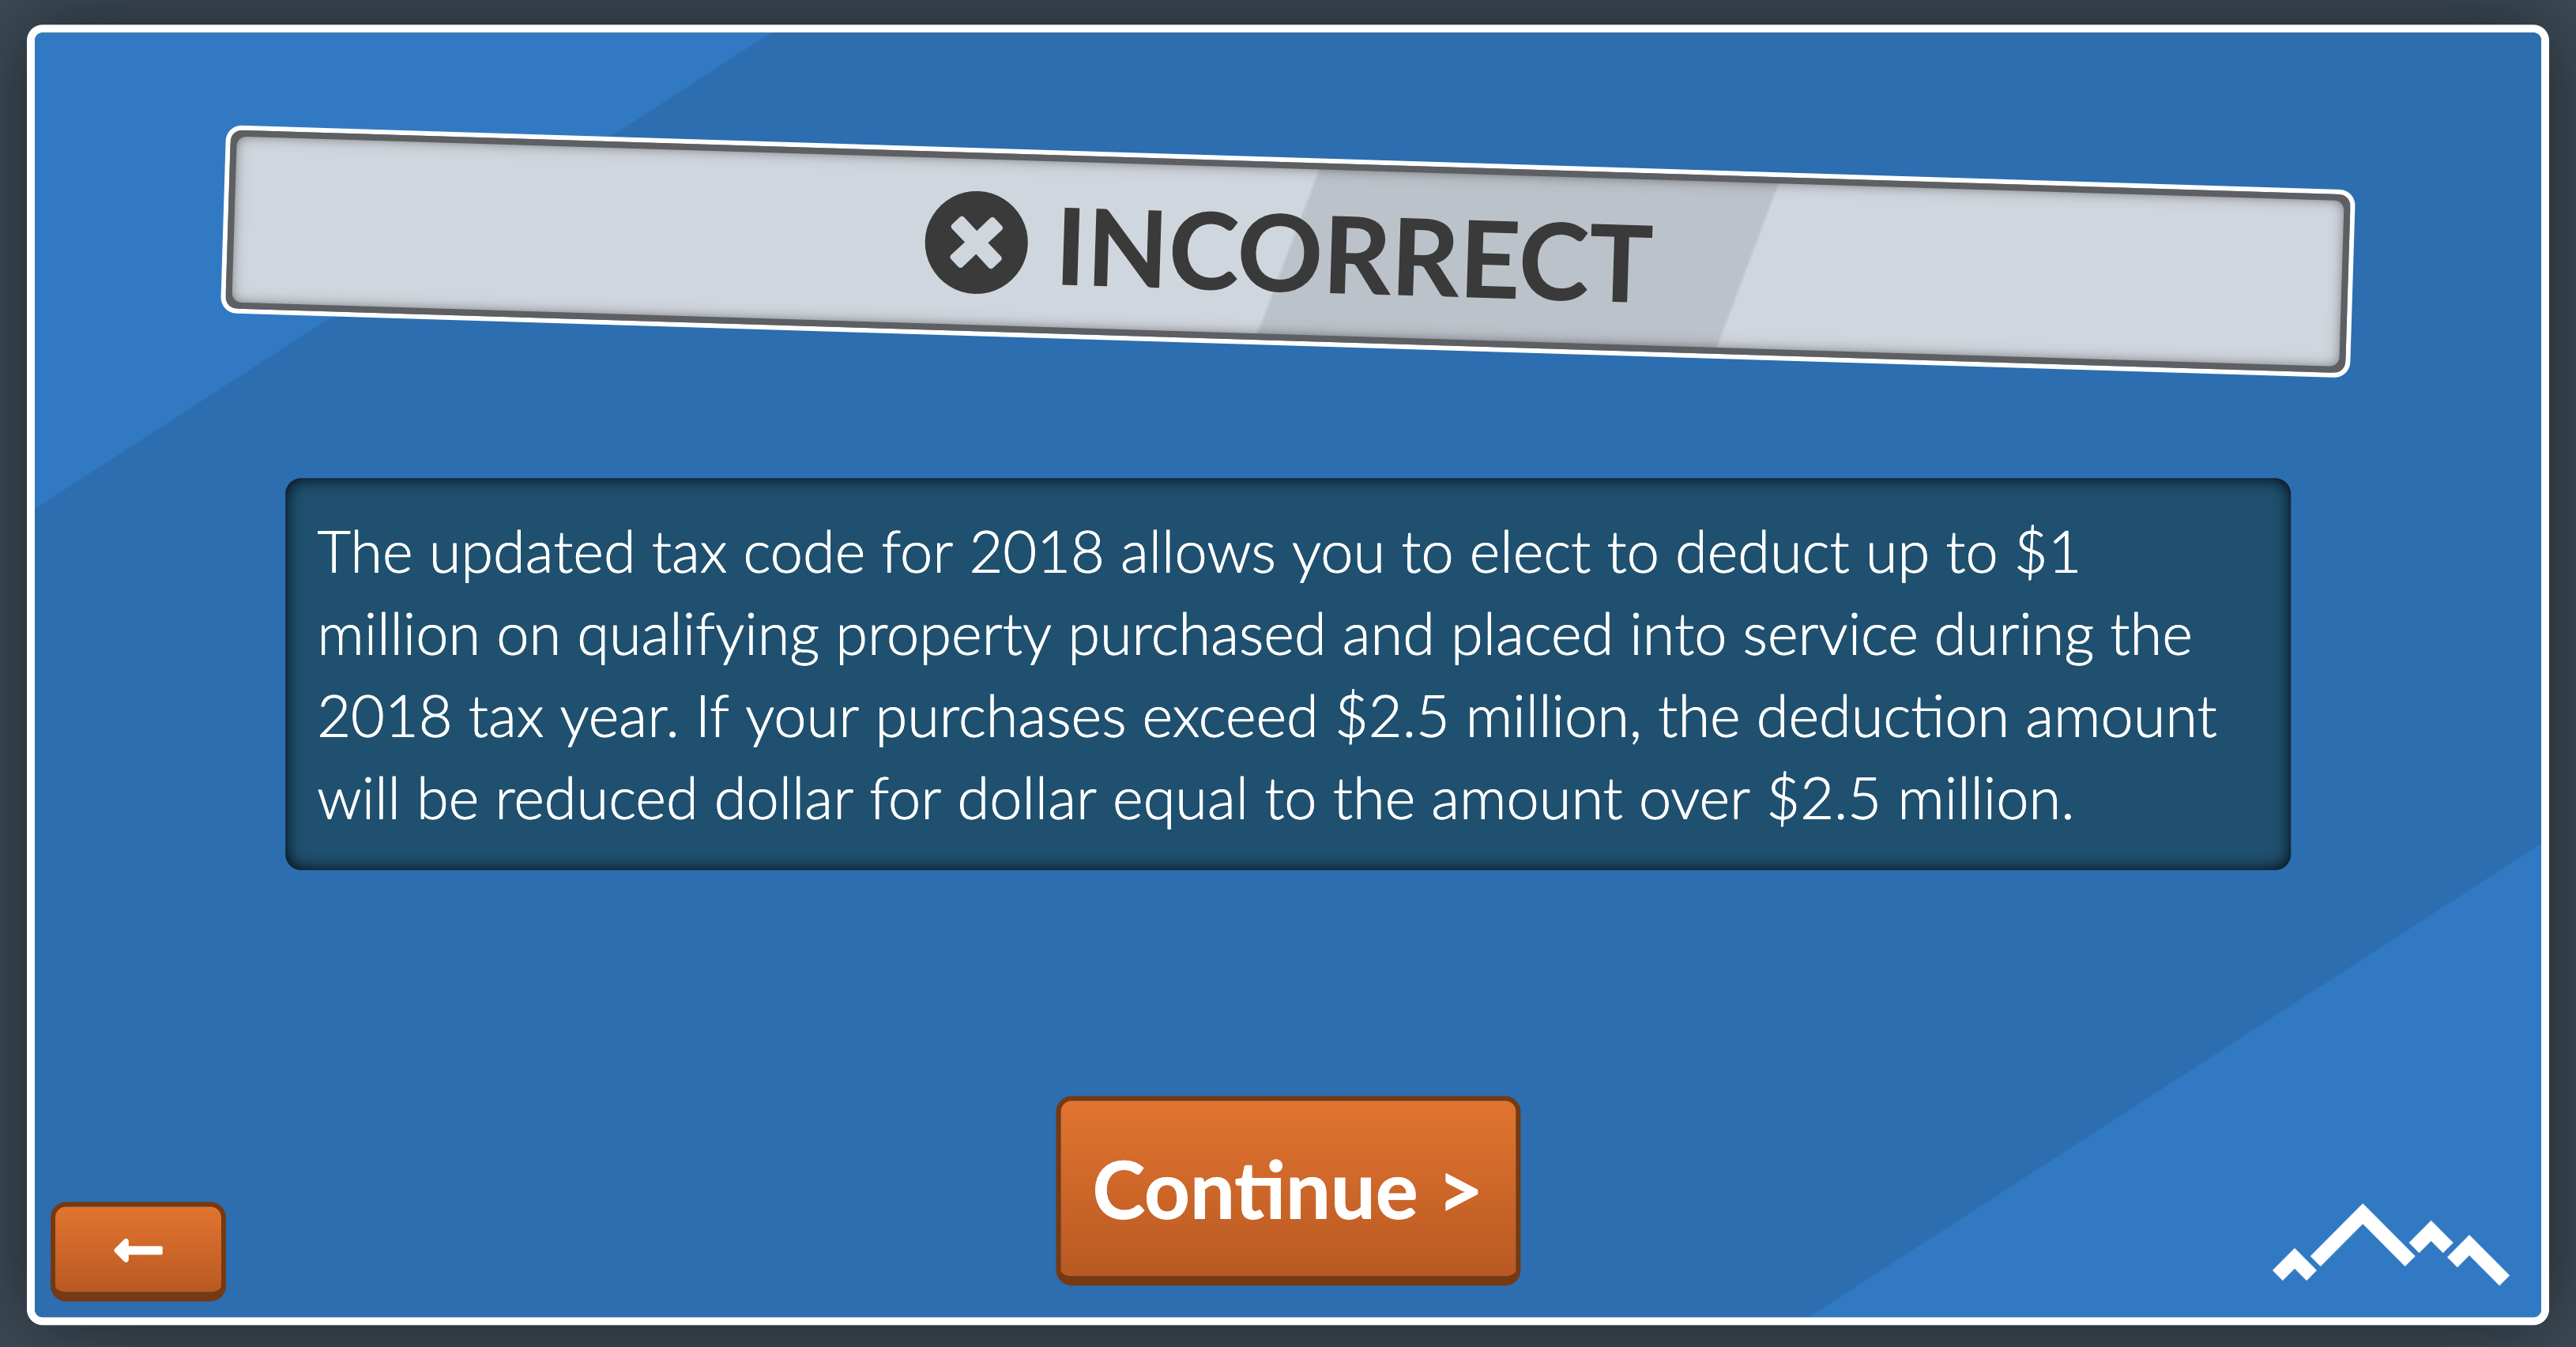 INCORRECT
The updated tax code for 2018 allows you to elect to deduct up to $1
million on qualifying property purchased and placed into service during the
2018 tax year. If your purchases exceed $2.5 million, the deduction amount
will be reduced dollar for dollar equal to the amount over $2.5 million.
Continue >